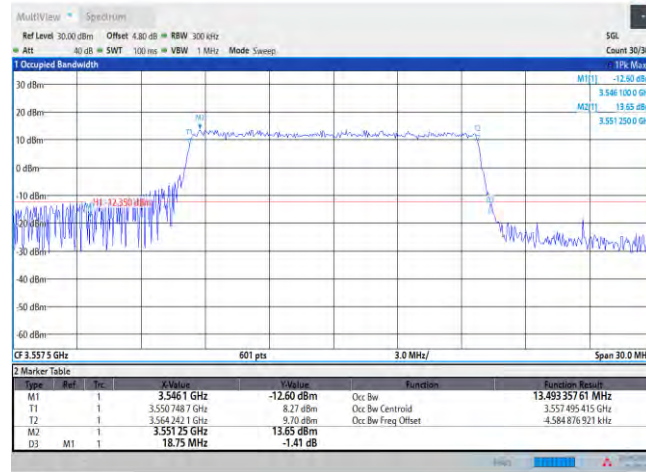 MultiView Spectrum
Ref Level 30.00 dBm Offset 4.80 dB RBW 300 kHz SGL
Att 40 dB SWT 100 ms VBW 1 MHz Mode Sweep Count 30/30
1 Occupied Bandwidth 1Pk Max
M1[1] -12.60 dBm
3.546 100 0 GHz
M2[1] 13.65 dBm
3.551 250 0 GHz
30 dBm
20 dBm
M2
T1 T2
10 dBm
0 dBm
-10 dBm
H1 -12.350 dBm
-20 dBm
-30 dBm
-40 dBm
-50 dBm
-60 dBm
CF 3.557 5 GHz 601 pts 3.0 MHz/ Span 30.0 MHz
2 Marker Table
Type Ref Trc X-Value Y-Value Function Function Result
M1 1 3.546 1 GHz -12.60 dBm Occ Bw 13.493 357 61 MHz
T1 1 3.550 748 7 GHz 8.27 dBm Occ Bw Centroid 3.557 495 415 GHz
T2 1 3.564 242 1 GHz 9.70 dBm Occ Bw Freq Offset -4.584 876 921 kHz
M2 1 3.551 25 GHz 13.65 dBm
D3 M1 1 18.75 MHz -1.41 dB